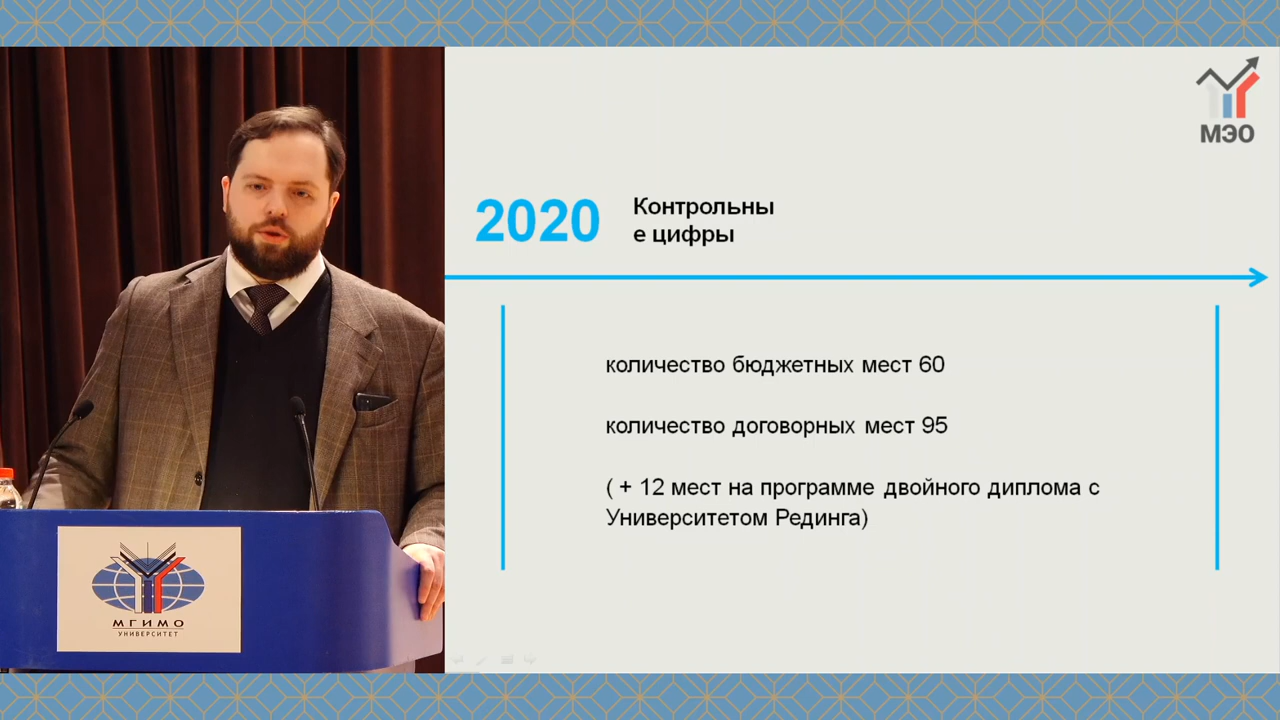 МЭО
2020
Контрольны
е цифры
количество бюджетных мест 60
количество договорных мест 95
( + 12 мест на программе двойного диплома с
Университетом Рединга)
МГИМО
УНИВЕРСИТЕТ